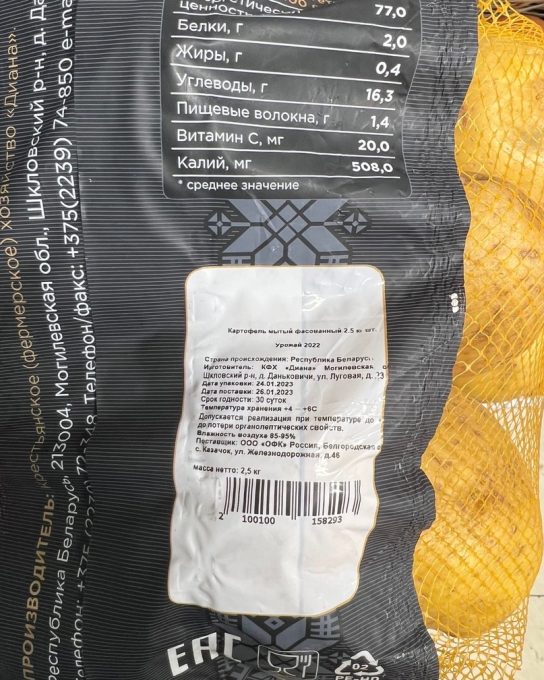 ценность
77,0
Белки, г 2,0
Жиры, г 0,4
Углеводы, г 16,3
Пищевые волокна, г 1,4
Витамин С, мг 20,0
Калий, мг 508,0
* среднее значение
Картофель мытый фасованный 2.5 кг шт.
Урожай 2022
Страна происхождения: Республика Беларусь
Изготовитель: КФХ «Диана» Могилевская
Шкловский р-н, д. Даньковичи, ул. Луговая, д.
Дата упаковки: 24.01.2023
Дата поставки: 26.01.2023
Срок годности: 30 суток
Температура хранения +4 — +6С
Допускается реализация при температуре до
до потери органолептических свойств.
Влажность воздуха 85-95%
Поставщик: ООО «ОФК» Россия, Белгородская
с. Казачок, ул. Железнодорожная, д.46
масса нетто: 2,5 кг
2 100100 158293
ПРОИЗВОДИТЕЛЬ: крестьянское (фермерское) хозяйство «Диана».
Республика Беларусь, 213004, Могилевская обл., Шкловский р-н, д.
Телефон/факс: +375(2239) 74-850 e-ma
EAC
02
PE-HD